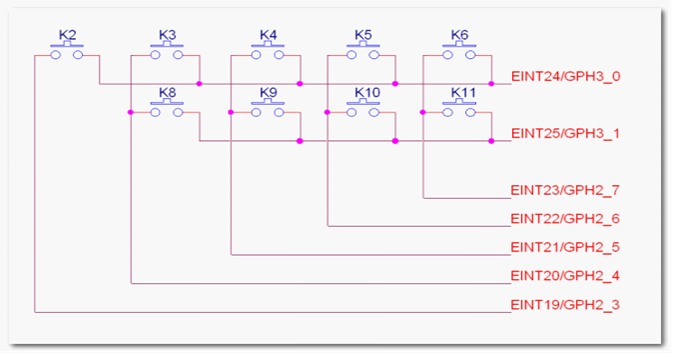 K2 K3 K4 K5 K6
EINT24/GPH3_0
K8 K9 K10 K11
EINT25/GPH3_1
EINT23/GPH2_7
EINT22/GPH2_6
EINT21/GPH2_5
EINT20/GPH2_4
EINT19/GPH2_3